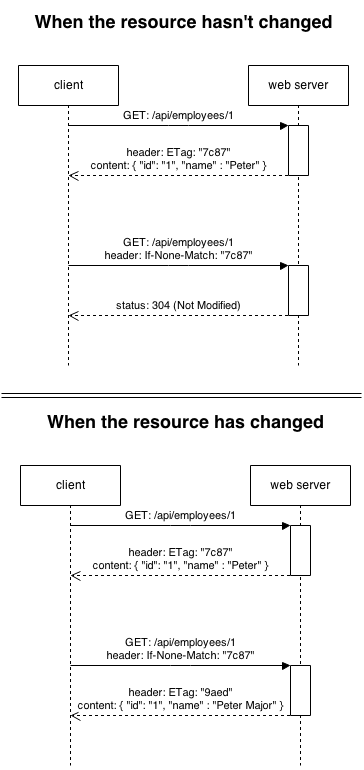 When the resource hasn't changed
client
web server
GET: /api/employees/1
header: ETag: "7c87"
content: { "id": "1", "name" : "Peter" }
GET: /api/employees/1
header: If-None-Match: "7c87"
status: 304 (Not Modified)
When the resource has changed
client
web server
GET: /api/employees/1
header: ETag: "7c87"
content: { "id": "1", "name" : "Peter" }
GET: /api/employees/1
header: If-None-Match: "7c87"
header: ETag: "9aed"
content: { "id": "1", "name" : "Peter Major" }